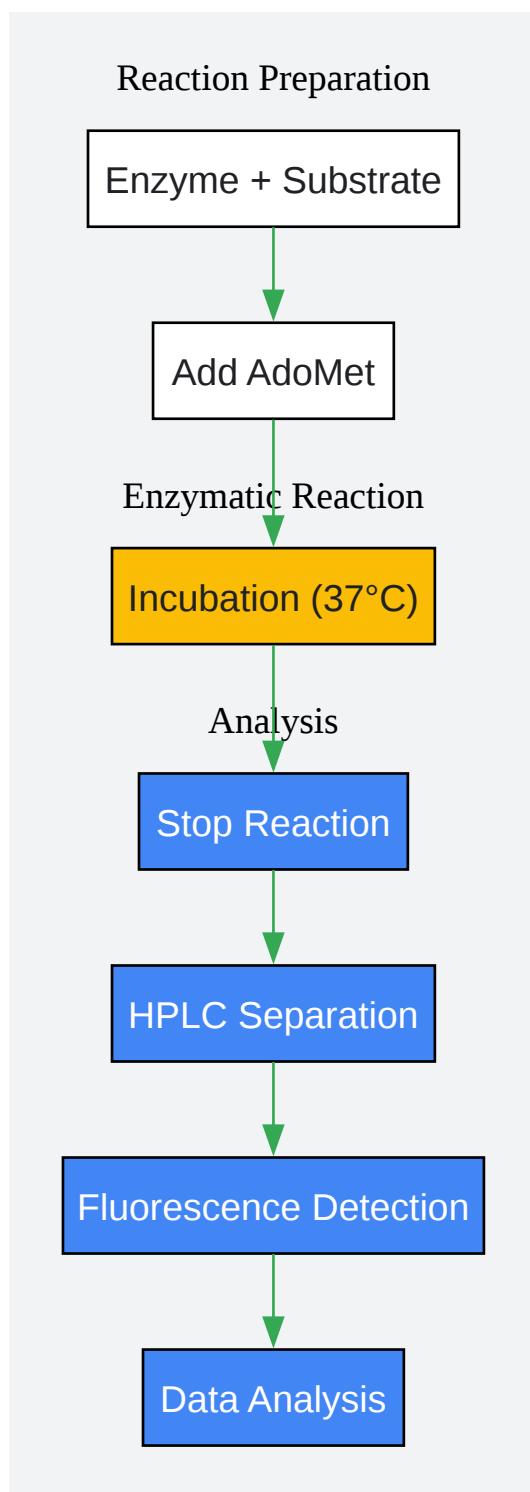 Reaction Preparation
Enzyme + Substrate
Add AdoMet
Enzymatic Reaction
Incubation (37°C)
Analysis
Stop Reaction
HPLC Separation
Fluorescence Detection
Data Analysis